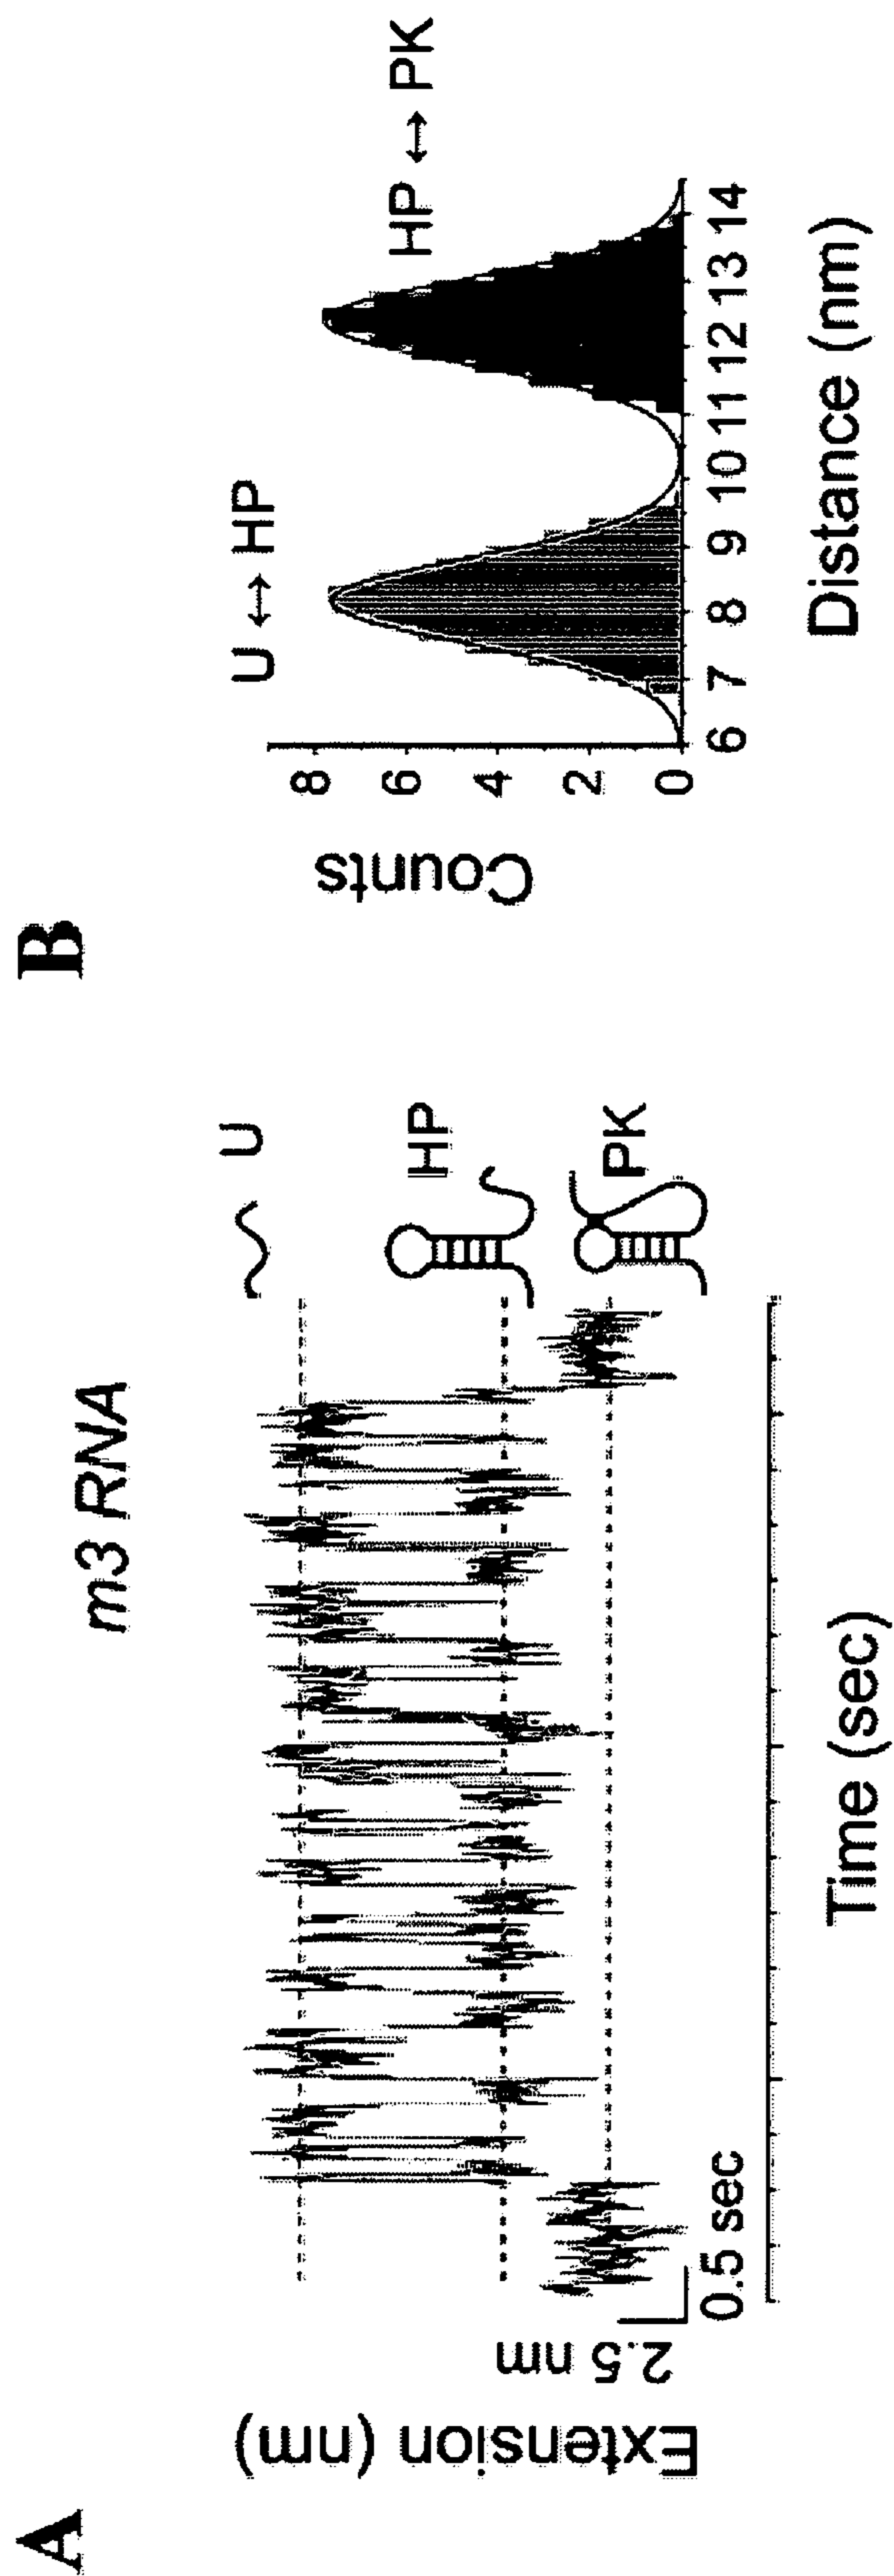 A
m3 RNA
Extension (nm)
U
HP
PK
2.5 nm
0.5 sec
Time (sec)
B
U ↔ HP
HP ↔ PK
Counts
8
6
4
2
0
6 7 8 9 10 11 12 13 14
Distance (nm)